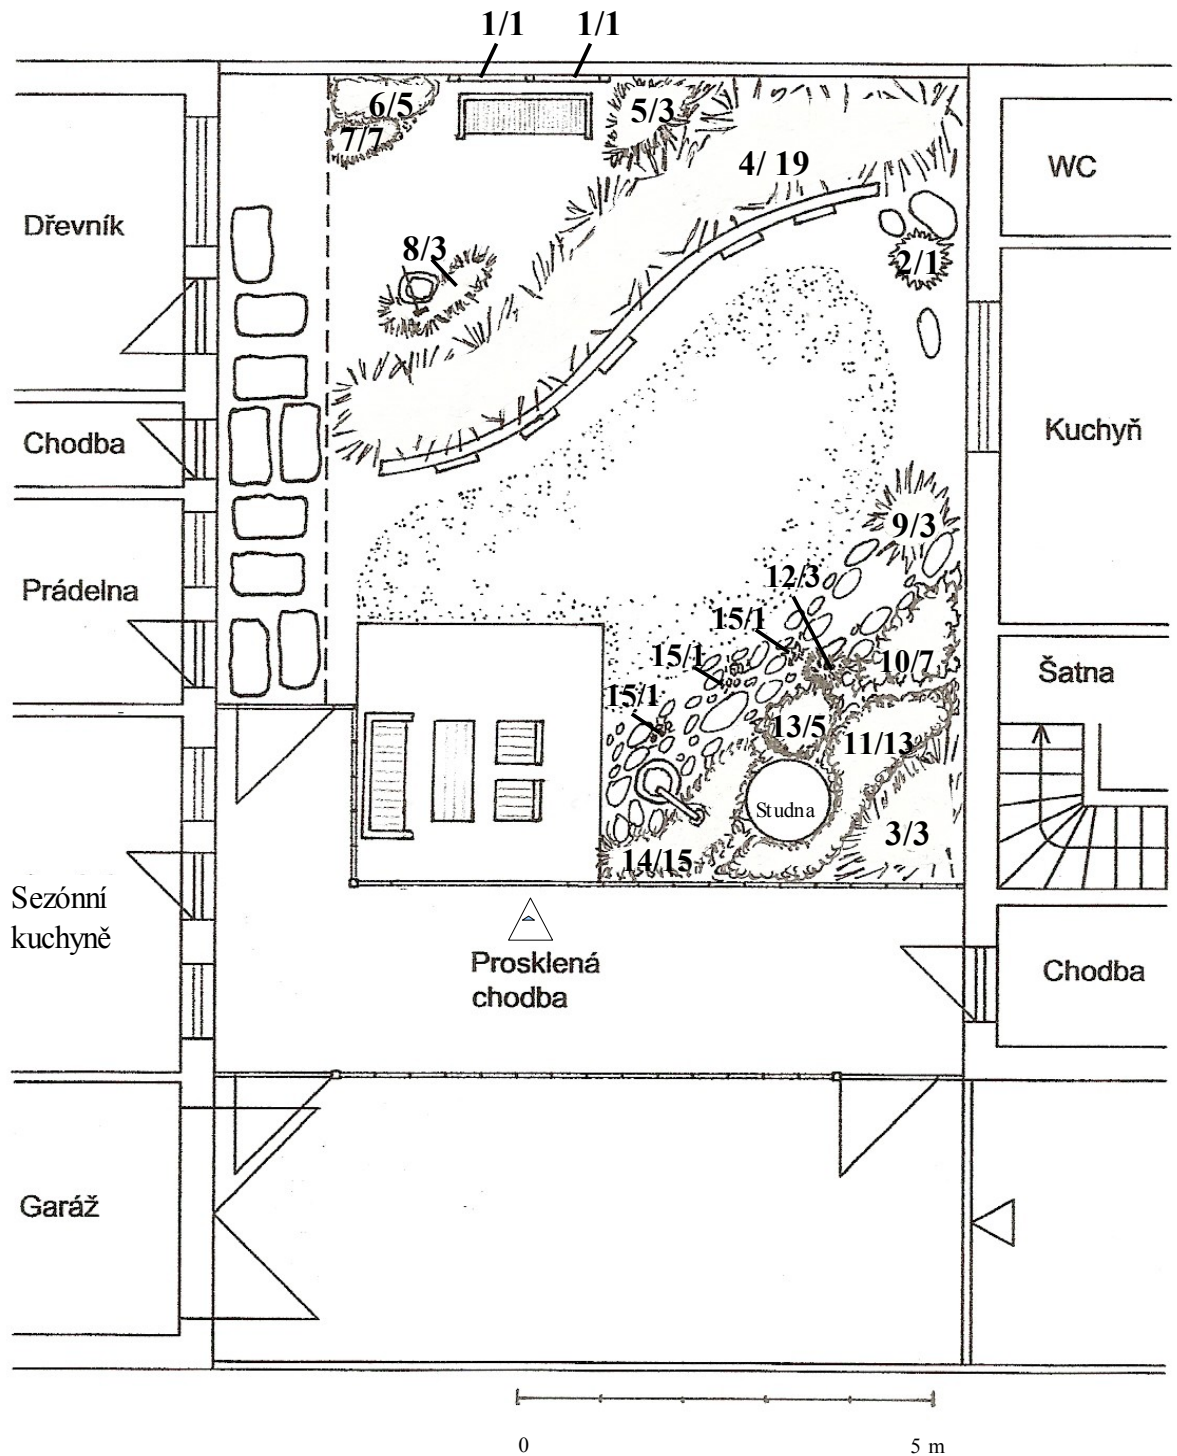 1/1 1/1
6/5
5/3
7/7
4/ 19
WC
Dřevník
8/3
2/1
Chodba
Kuchyň
9/3
12/3
Prádelna
15/1
15/1
10/7
Šatna
15/1
13/5
11/13
Studna
3/3
14/15
Sezónní
kuchyně
Prosklená
chodba
Chodba
Garáž
0 5 m